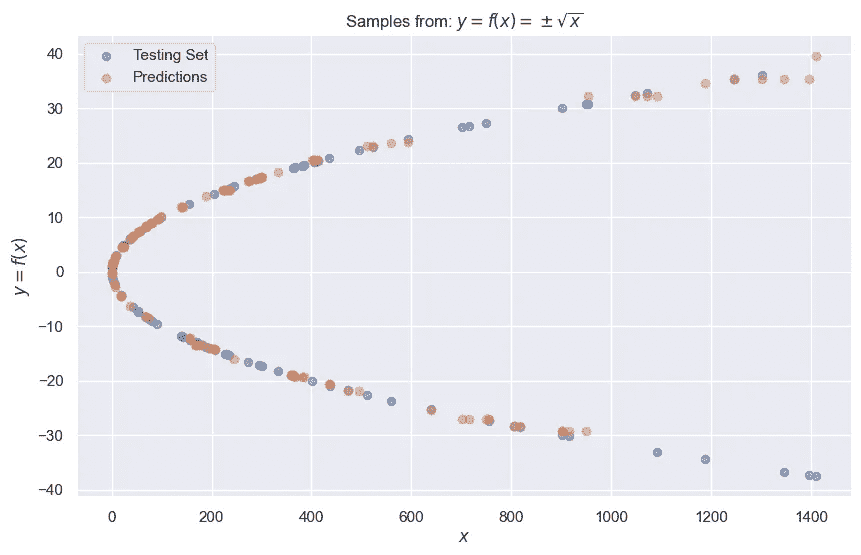 Samples from: y = f(x) = ±√x
Testing Set
Predictions
40
30
20
10
0
−10
−20
−30
−40
y = f(x)
0 200 400 600 800 1000 1200 1400
x